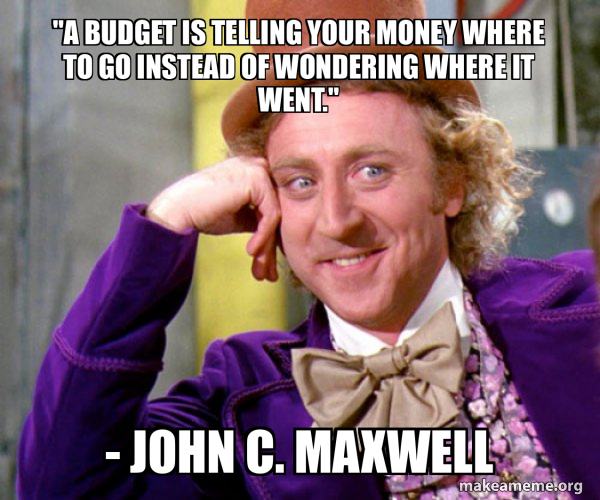 "A BUDGET IS TELLING YOUR MONEY WHERE
TO GO INSTEAD OF WONDERING WHERE IT
WENT."
- JOHN C. MAXWELL
makeameme.org